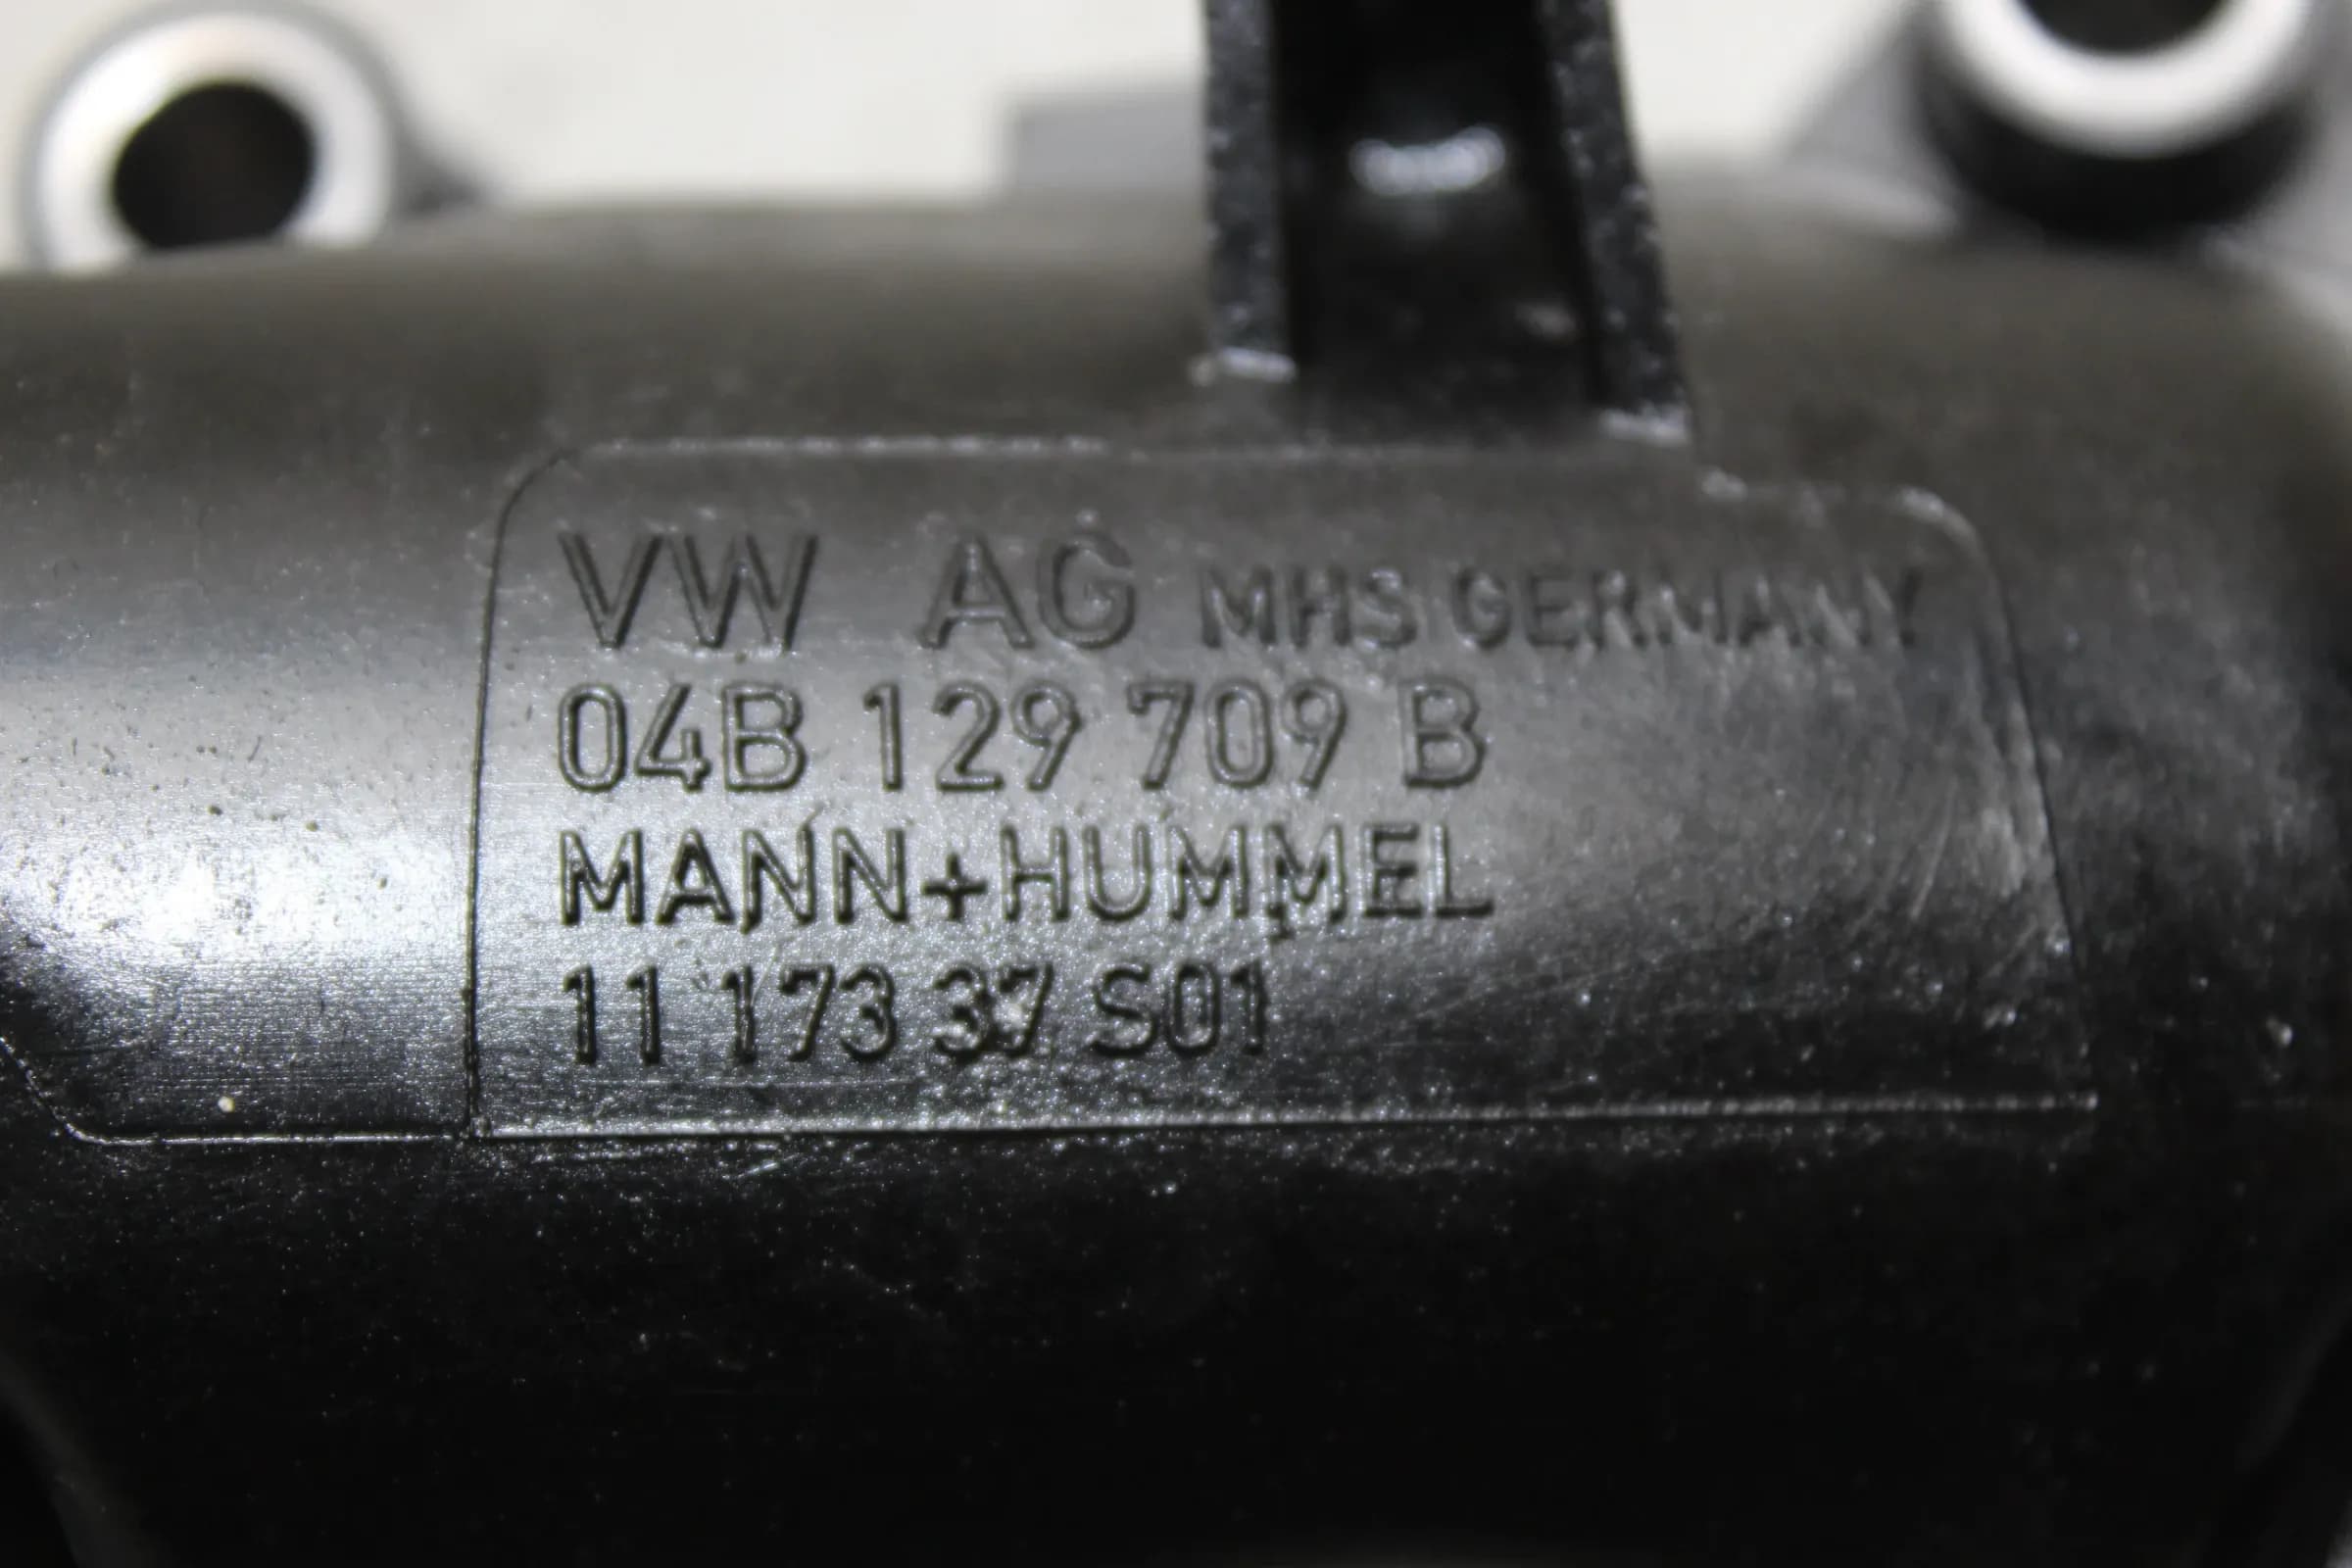 VW AG MHS GERMANY
04B 129 709 B
MANN+HUMMEL
11 173 37 S01